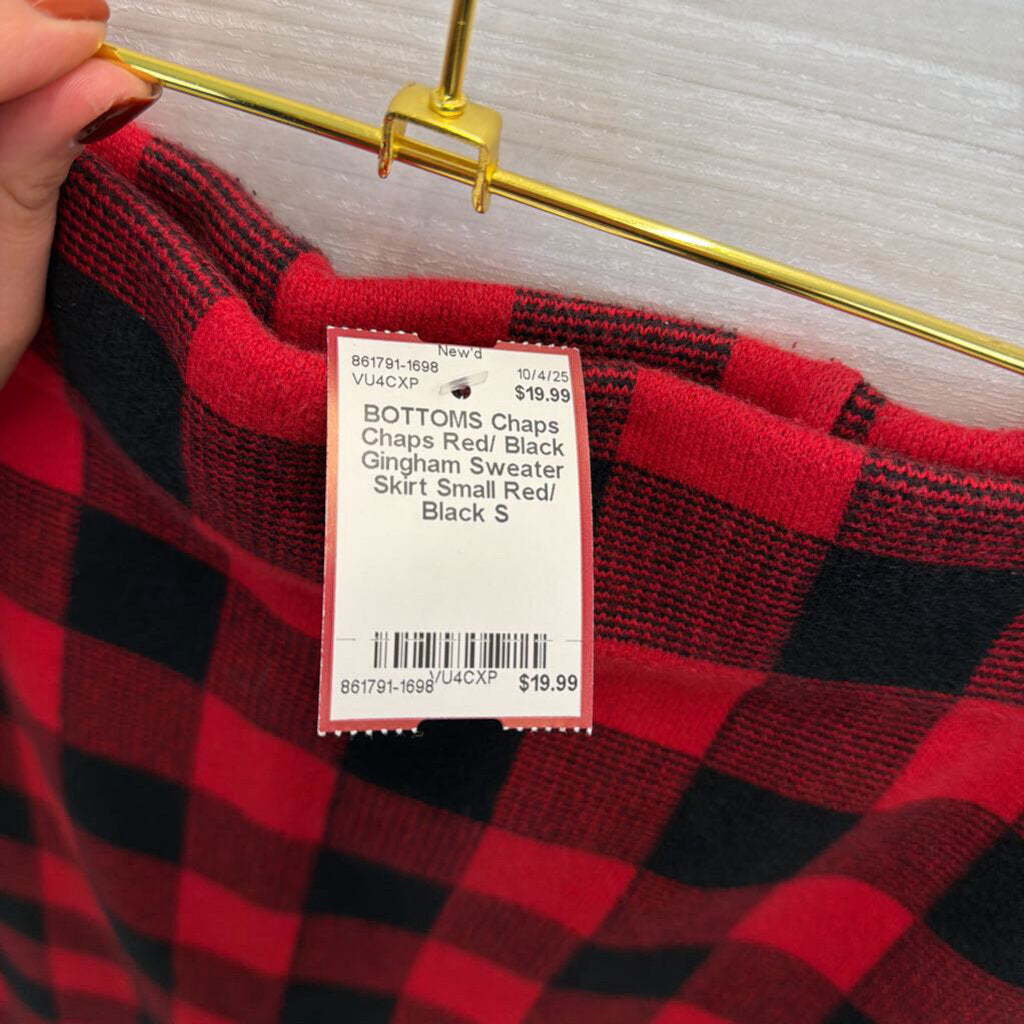 New'd
861791-1698 10/4/25
VU4CXP $19.99
BOTTOMS Chaps
Chaps Red/ Black
Gingham Sweater
Skirt Small Red/
Black S
861791-1698 VU4CXP $19.99